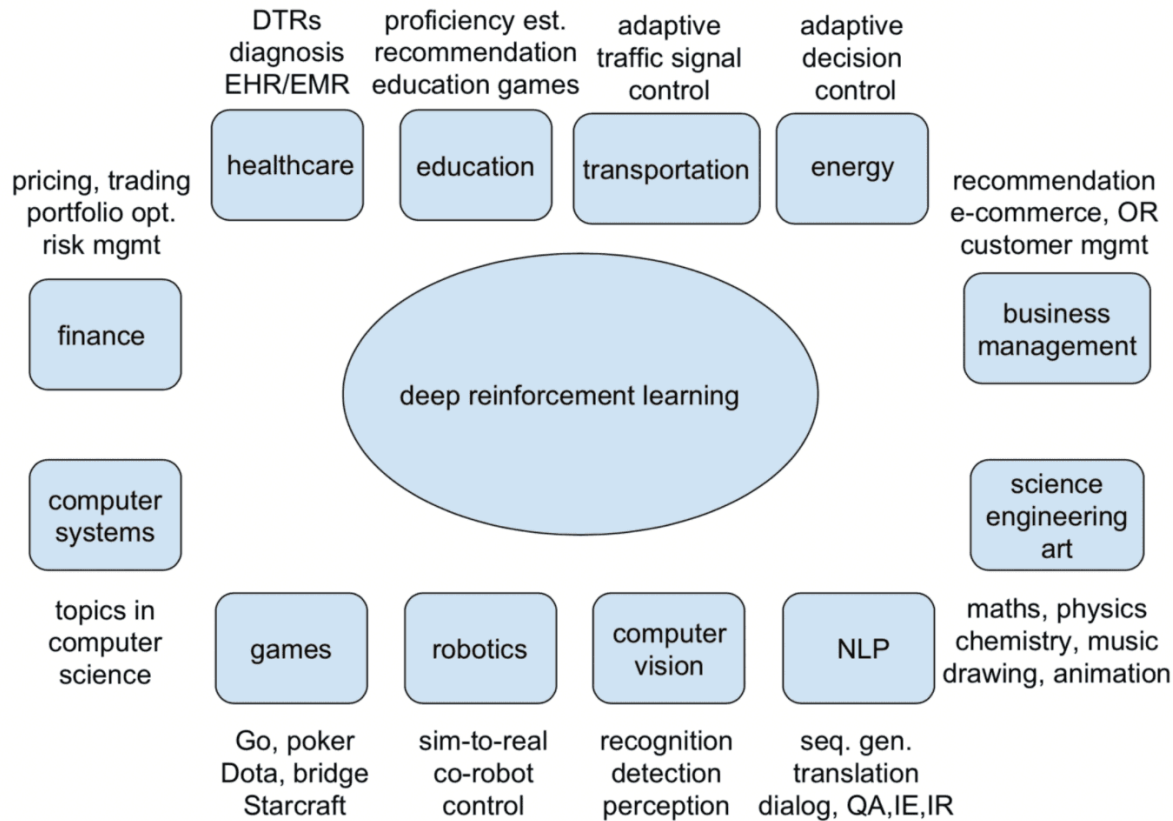 DTRs
diagnosis
EHR/EMR
healthcare
proficiency est.
recommendation
education games
education
adaptive
traffic signal
control
transportation
adaptive
decision
control
energy
pricing, trading
portfolio opt.
risk mgmt
finance
recommendation
e-commerce, OR
customer mgmt
business
management
deep reinforcement learning
computer
systems
topics in
computer
science
science
engineering
art
maths, physics
chemistry, music
drawing, animation
games
Go, poker
Dota, bridge
Starcraft
robotics
sim-to-real
co-robot
control
computer
vision
recognition
detection
perception
NLP
seq. gen.
translation
dialog, QA,IE,IR